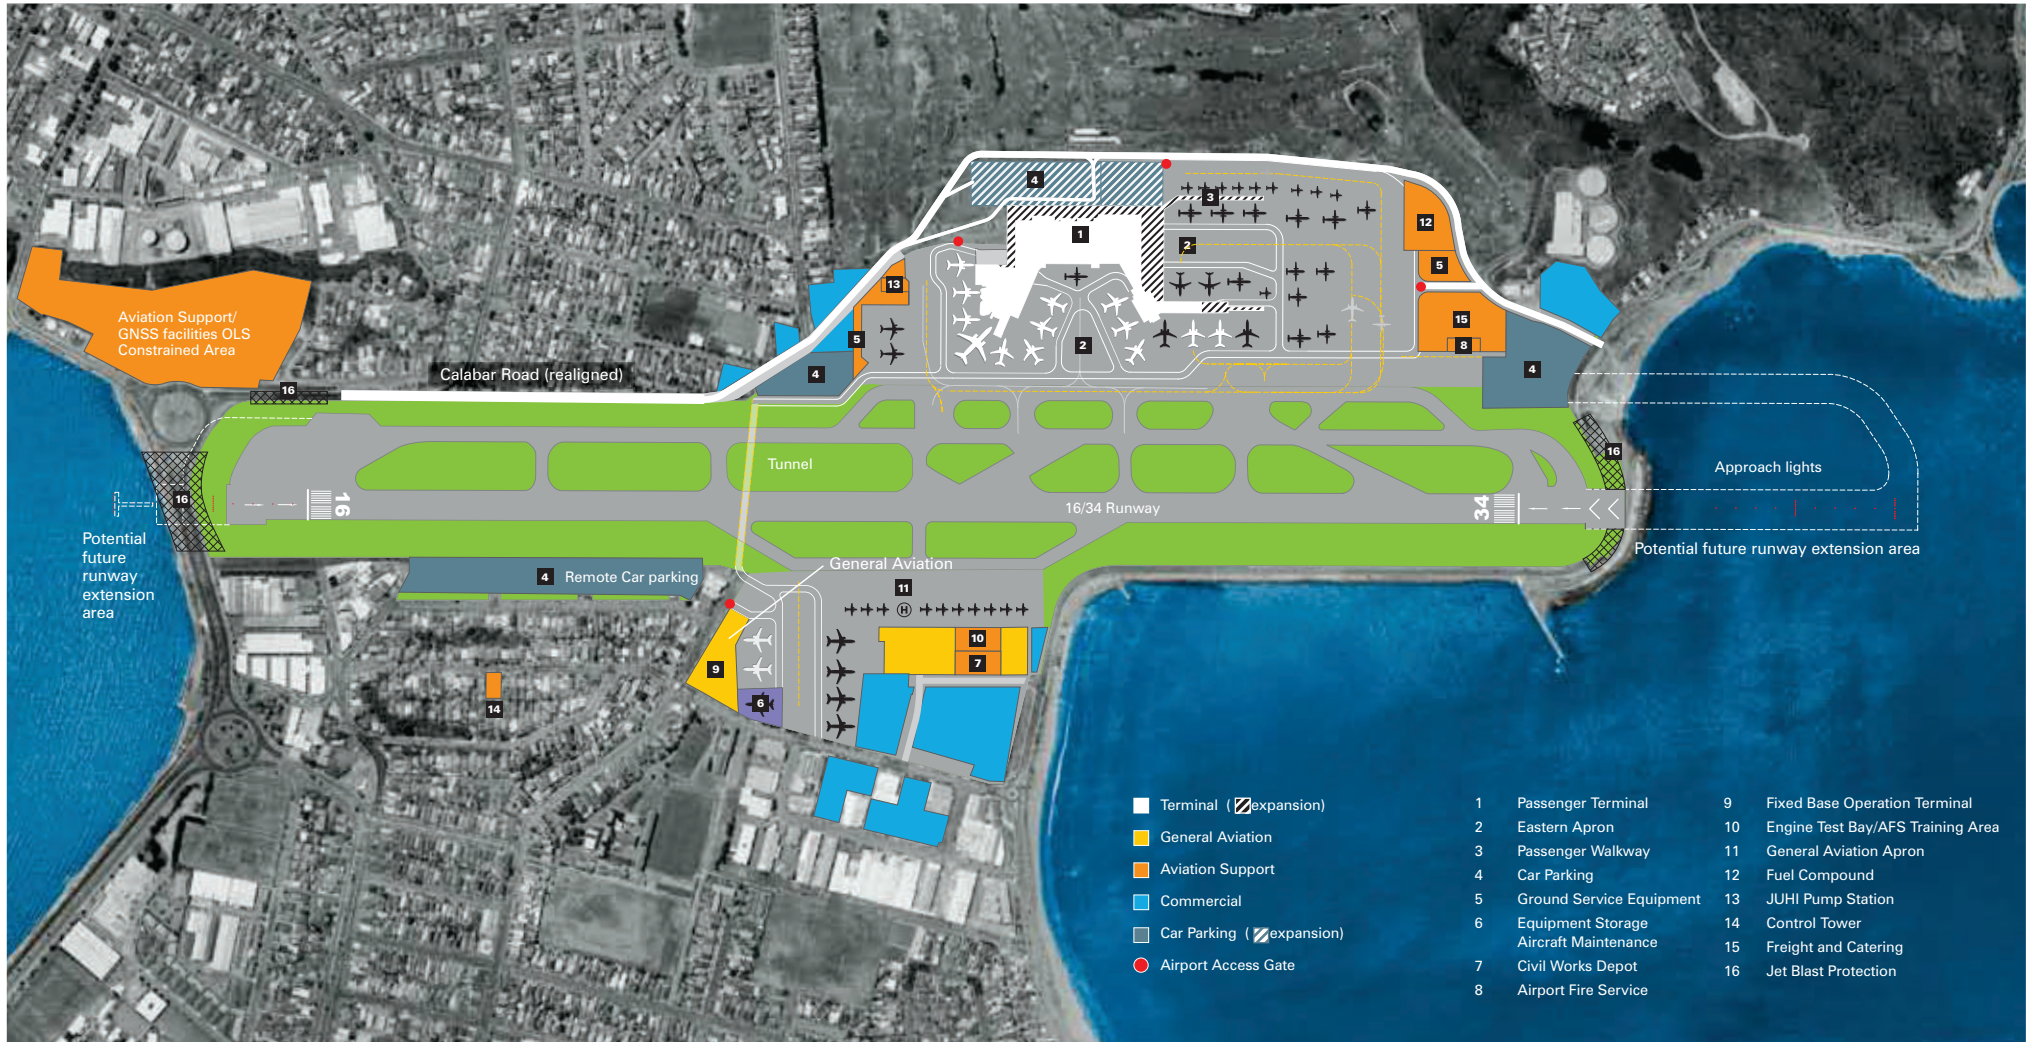 4
3
12
1
2
5
13
15
Aviation Support/
GNSS facilities OLS
Constrained Area
5
2
8
4
4
Calabar Road (realigned)
16
16
Tunnel
Approach lights
16
16
34
16/34 Runway
Potential
future
runway
extension
area
Potential future runway extension area
General Aviation
4 Remote Car parking
11
H
10
7
9
6
14
Terminal ( expansion)
General Aviation
Aviation Support
Commercial
Car Parking ( expansion)
Airport Access Gate
1 Passenger Terminal
2 Eastern Apron
3 Passenger Walkway
4 Car Parking
5 Ground Service Equipment
6 Equipment Storage
Aircraft Maintenance
7 Civil Works Depot
8 Airport Fire Service
9 Fixed Base Operation Terminal
10 Engine Test Bay/AFS Training Area
11 General Aviation Apron
12 Fuel Compound
13 JUHI Pump Station
14 Control Tower
15 Freight and Catering
16 Jet Blast Protection